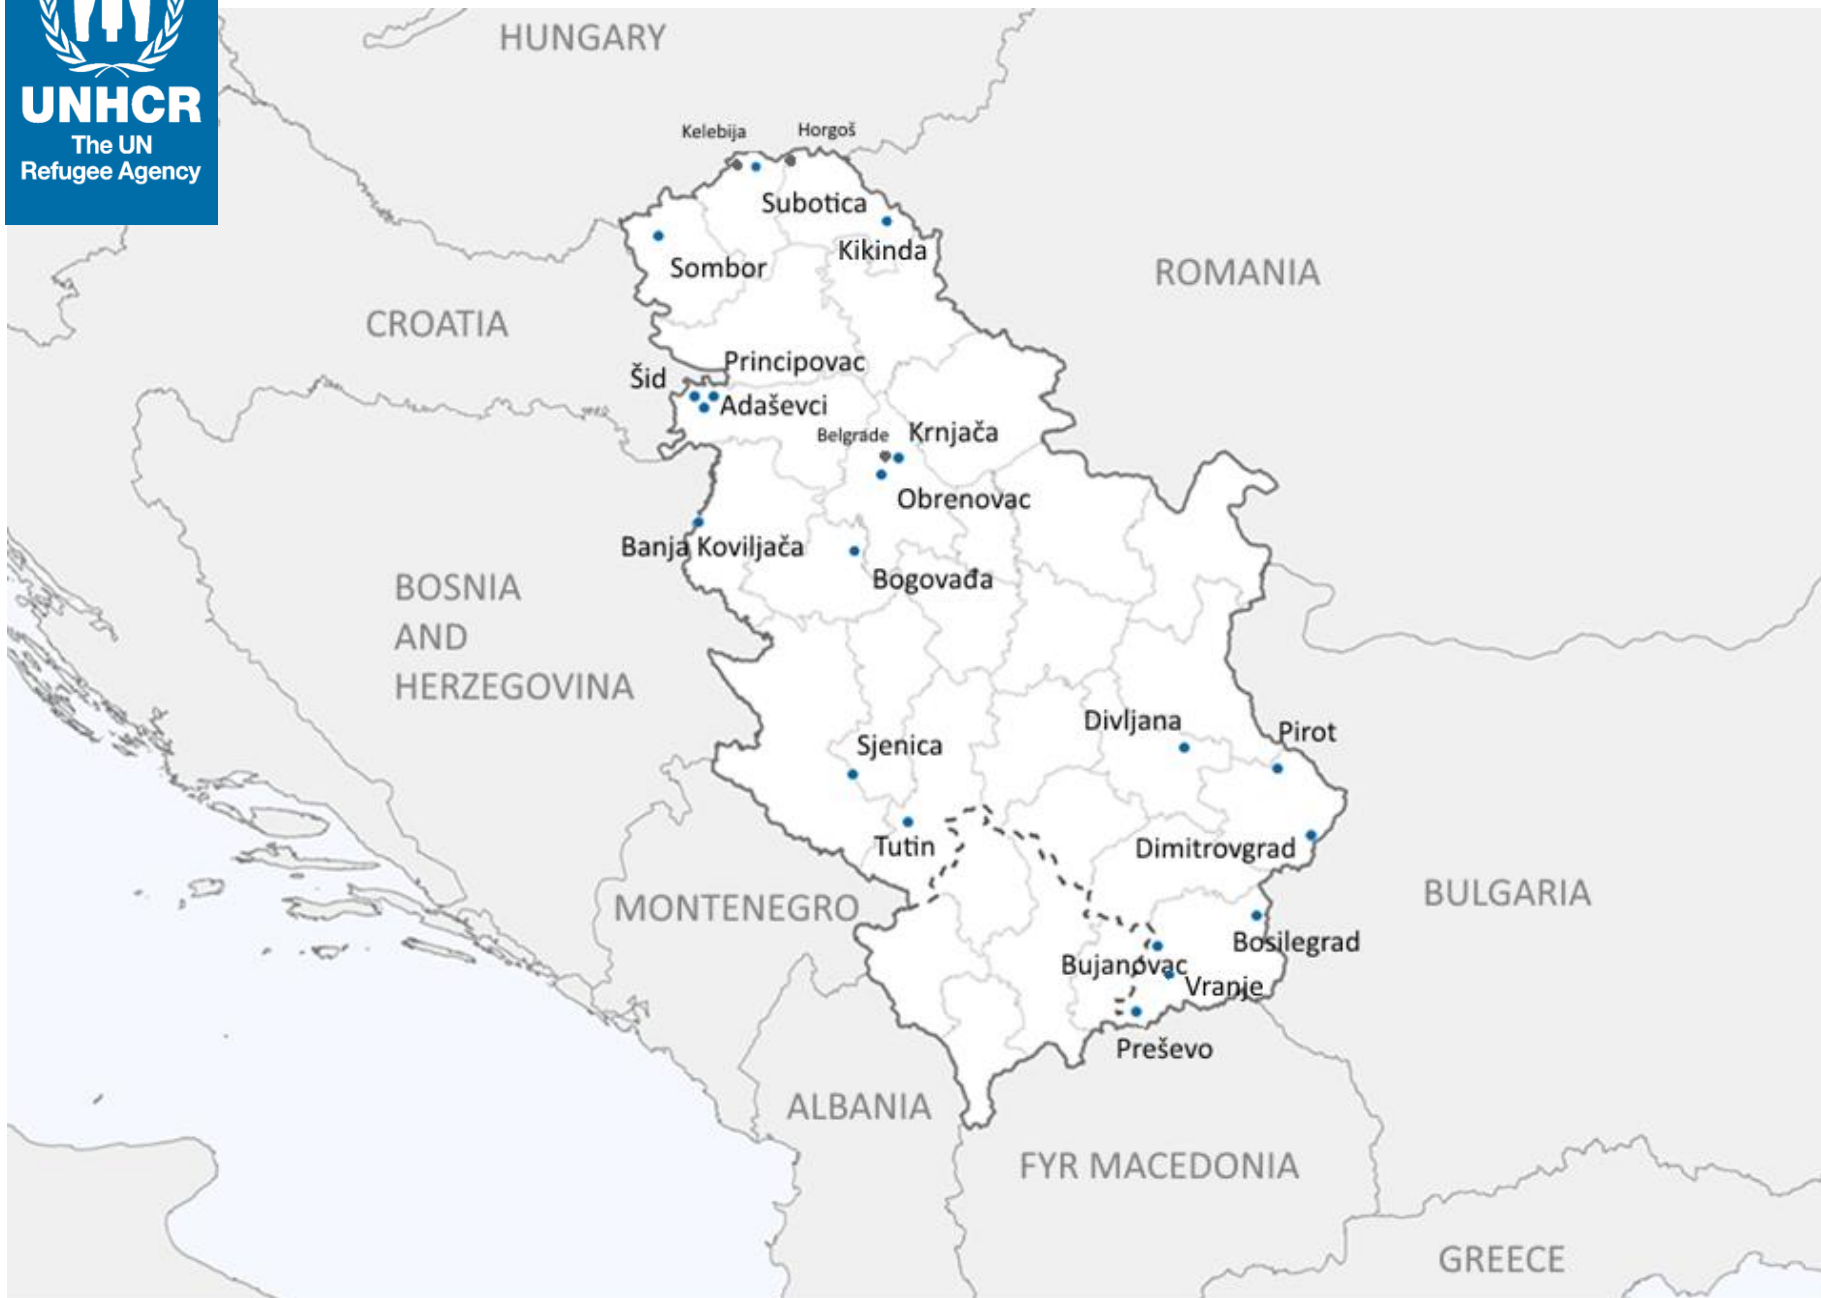 HUNGARY
UNHCR
The UN
Refugee Agency
Kelebija
Horgoš
Subotica
Kikinda
Sombor
ROMANIA
CROATIA
Principovac
Šid
Adaševci
Belgrade
Krnjača
Obrenovac
Banja Koviljača
Bogovađa
BOSNIA
AND
HERZEGOVINA
Divljana
Pirot
Sjenica
Tutin
Dimitrovgrad
MONTENEGRO
BULGARIA
Bosilegrad
Bujanovac
Vranje
Preševo
ALBANIA
FYR MACEDONIA
GREECE